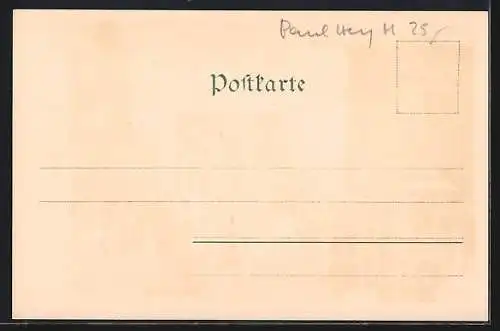 Paul Hey H 25,-
Postkarte